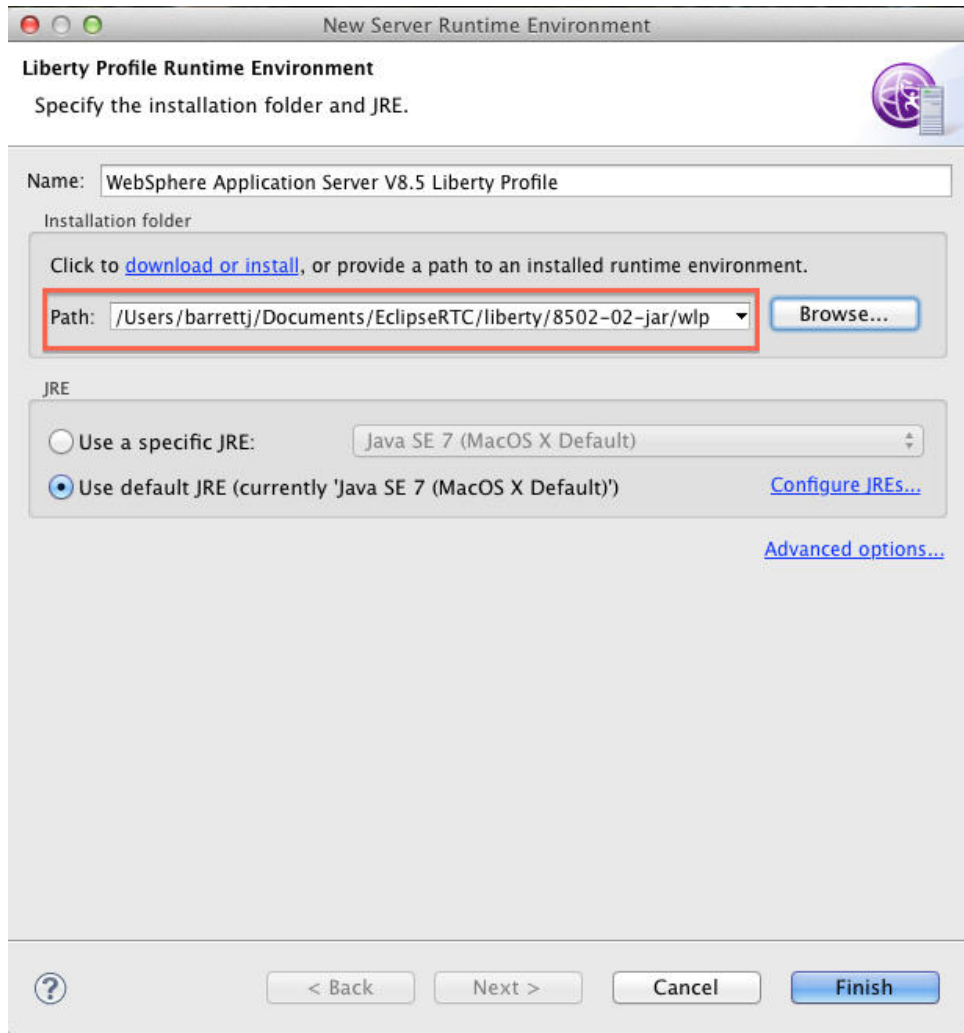 New Server Runtime Environment
Liberty Profile Runtime Environment
Specify the installation folder and JRE.
Name: WebSphere Application Server V8.5 Liberty Profile
Installation folder
Click to download or install, or provide a path to an installed runtime environment.
Path: /Users/barrettj/Documents/EclipseRTC/liberty/8502-02-jar/wlp Browse...
JRE
Use a specific JRE: Java SE 7 (MacOS X Default)
Use default JRE (currently 'Java SE 7 (MacOS X Default)') Configure JREs...
Advanced options...
? < Back Next > Cancel Finish